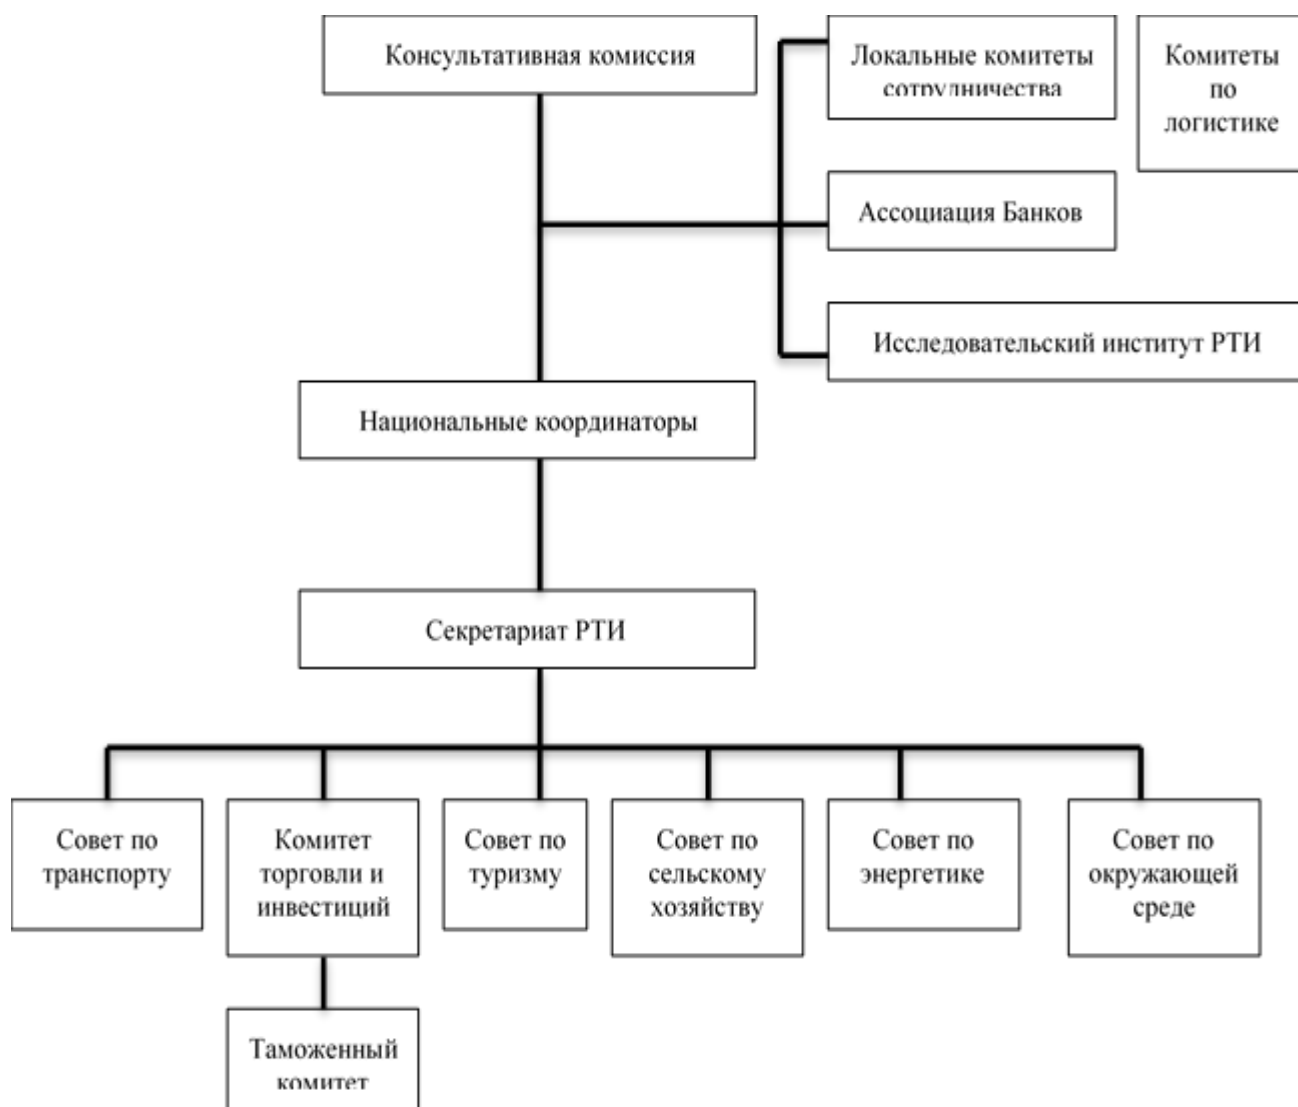 Консультативная комиссия
Локальные комитеты
сотрудничества
Комитеты
по
логистике
Ассоциация Банков
Исследовательский институт РТИ
Национальные координаторы
Секретариат РТИ
Совет по
транспорту
Комитет
торговли и
инвестиций
Совет по
туризму
Совет по
сельскому
хозяйству
Совет по
энергетике
Совет по
окружающей
среде
Таможенный
комитет